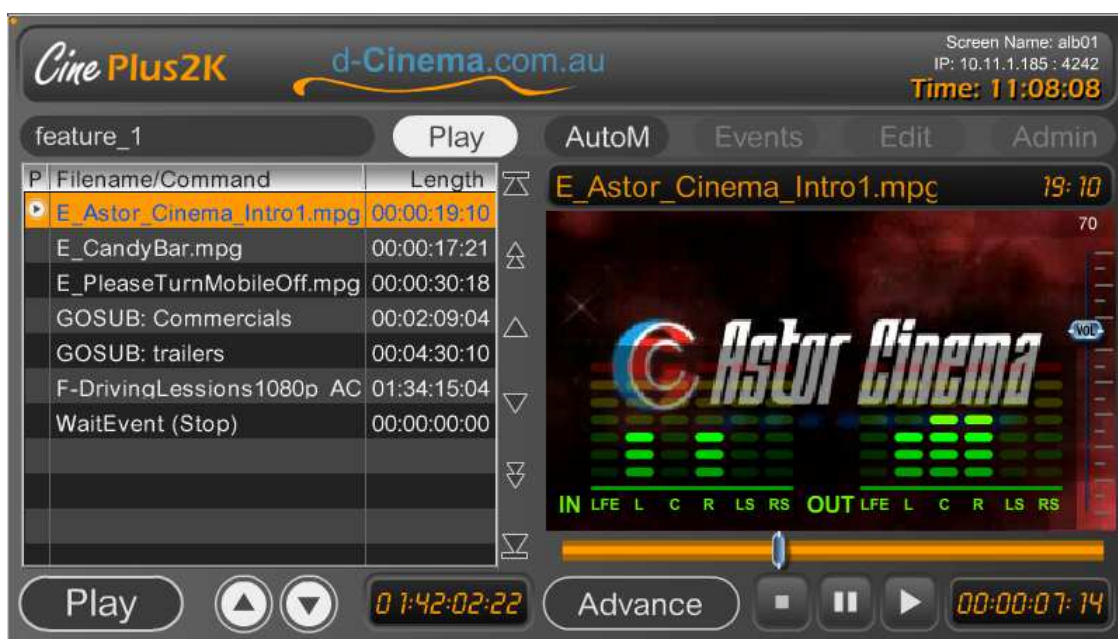 Cine Plus2K
d-Cinema.com.au
Screen Name: alb01
IP: 10.11.1.185 : 4242
Time: 11:08:08
feature_1
Play
AutoM
Events
Edit
Admin
P Filename/Command Length
E_Astor_Cinema_Intro1.mpg 00:00:19:10
E_CandyBar.mpg 00:00:17:21
E_PleaseTurnMobileOff.mpg 00:00:30:18
GOSUB: Commercials 00:02:09:04
GOSUB: trailers 00:04:30:10
F-DrivingLessions1080p AC 01:34:15:04
WaitEvent (Stop) 00:00:00:00
E_Astor_Cinema_Intro1.mpg 19:10
70
VOL
Astor Cinema
IN LFE L C R LS RS OUT LFE L C R LS RS
Play
01:42:02:22
Advance
00:00:07:14